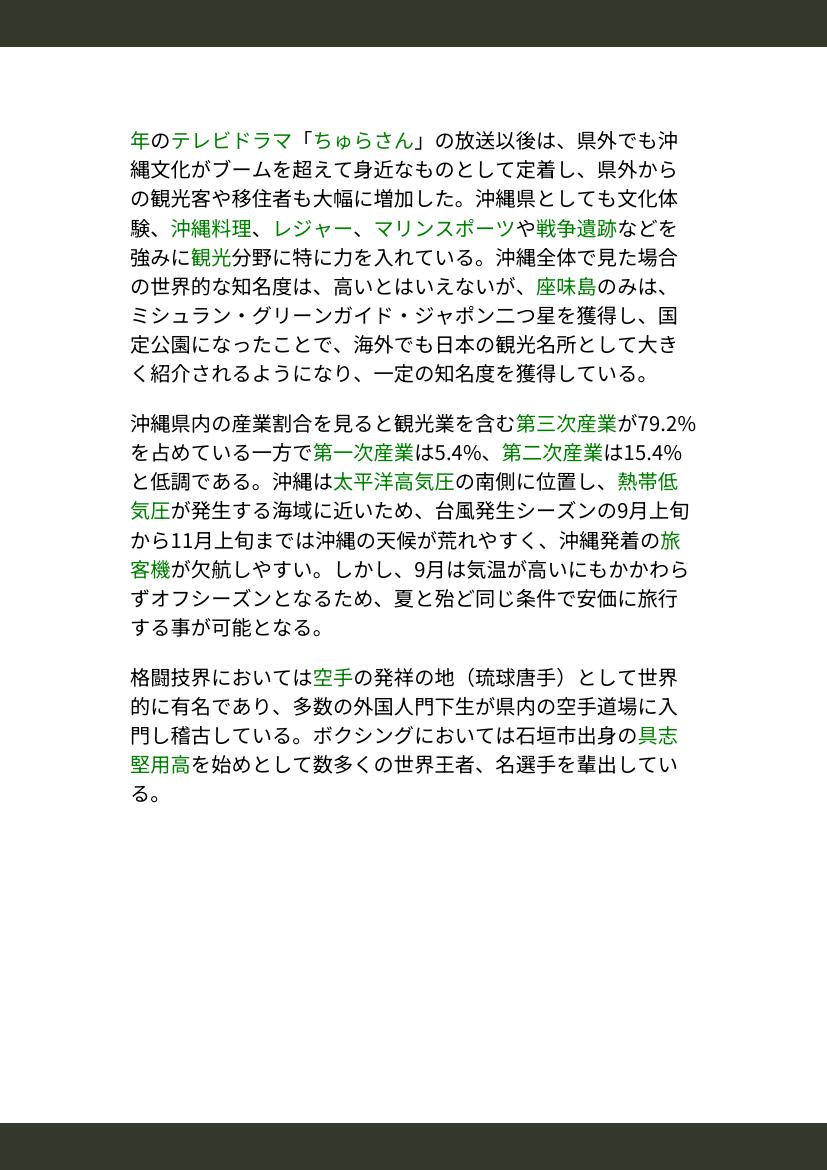 年のテレビドラマ「ちゅらさん」の放送以後は、県外でも沖
縄文化がブームを超えて身近なものとして定着し、県外から
の観光客や移住者も大幅に増加した。沖縄県としても文化体
験、沖縄料理、レジャー、マリンスポーツや戦争遺跡などを
強みに観光分野に特に力を入れている。沖縄全体で見た場合
の世界的な知名度は、高いとはいえないが、座味島のみは、
ミシュラン・グリーンガイド・ジャポン二つ星を獲得し、国
定公園になったことで、海外でも日本の観光名所として大き
く紹介されるようになり、一定の知名度を獲得している。
沖縄県内の産業割合を見ると観光業を含む第三次産業が79.2%
を占めている一方で第一次産業は5.4%、第二次産業は15.4%
と低調である。沖縄は太平洋高気圧の南側に位置し、熱帯低
気圧が発生する海域に近いため、台風発生シーズンの9月上旬
から11月上旬までは沖縄の天候が荒れやすく、沖縄発着の旅
客機が欠航しやすい。しかし、9月は気温が高いにもかかわら
ずオフシーズンとなるため、夏と殆ど同じ条件で安価に旅行
する事が可能となる。
格闘技界においては空手の発祥の地（琉球唐手）として世界
的に有名であり、多数の外国人門下生が県内の空手道場に入
門し稽古している。ボクシングにおいては石垣市出身の具志
堅用高を始めとして数多くの世界王者、名選手を輩出してい
る。